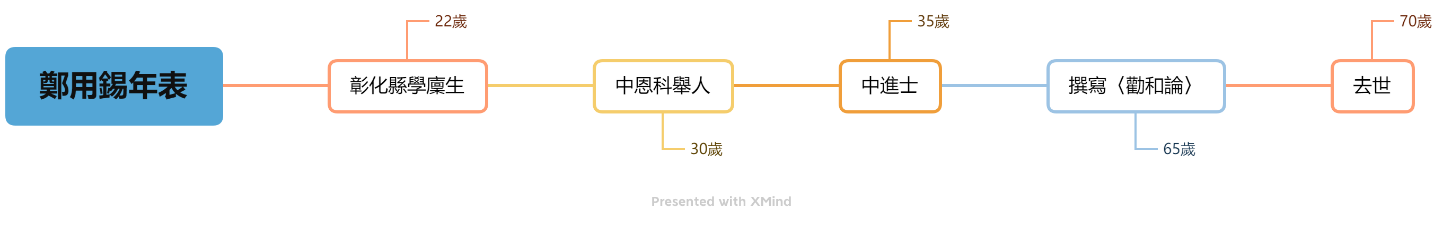 鄭用錫年表
彰化縣學廩生
22歲
中恩科舉人
30歲
中進士
35歲
撰寫〈勸和論〉
65歲
去世
70歲
Presented with XMind